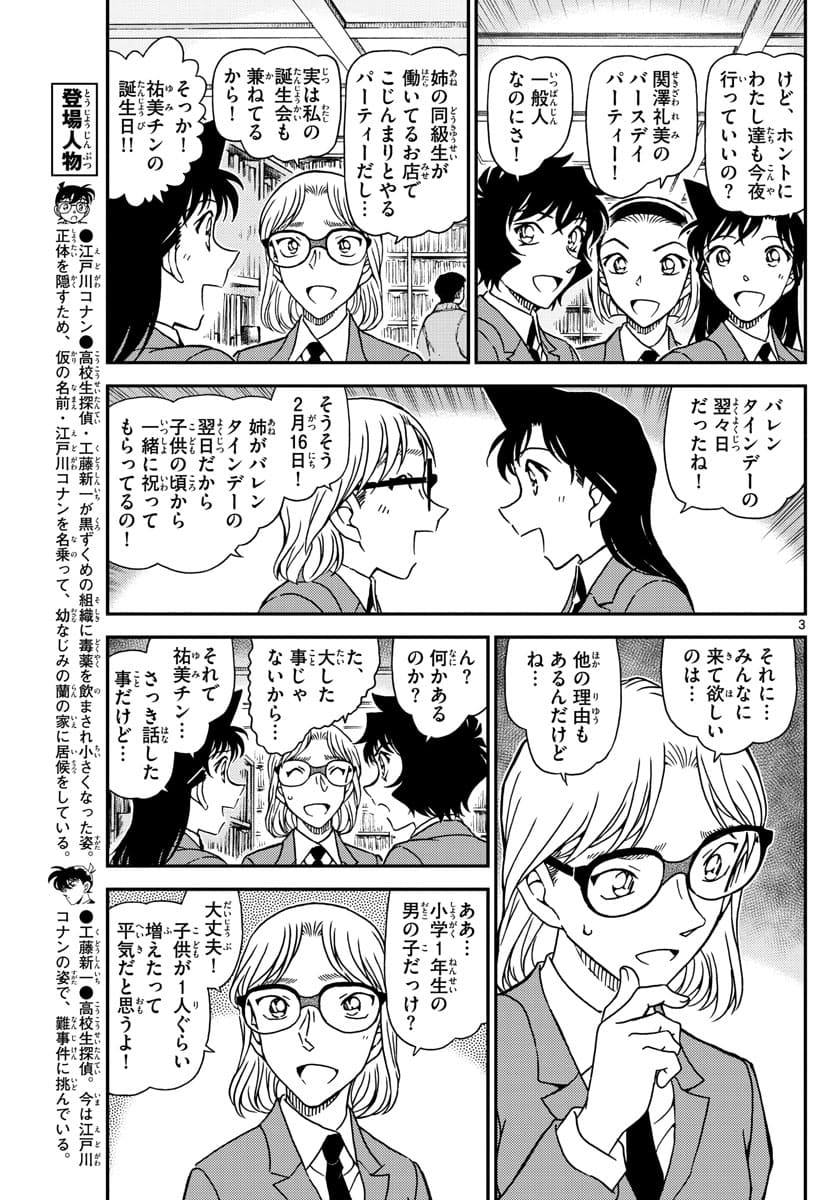 けど、ホントに
わたし達も今夜
行っていいの？
関澤礼美の
バースデイ
パーティー！
一般人
なのにさ！
姉の同級生が
働いてるお店で
こじんまりとやる
パーティーだし…
実は私の
誕生会も
兼ねてる
から！
そっか！
祐美チンの
誕生日！！
バレン
タインデーの
翌々日
だったね！
そうそう
2月16日！
姉がバレン
タインデーの
翌日だから
子供の頃から
一緒に祝って
もらってるの！
3
それに…
みんなに
来て欲しい
のは…
他の理由も
あるんだけど
ね…
ん？
何かある
のか？
た、
大した
事じゃ
ないから…
それで
祐美チン…
さっき話した
事だけど…
ああ…
小学1年生の
男の子だっけ？
大丈夫！
子供が1人ぐらい
増えたって
平気だと思うよ！
登場人物
●江戸川コナン●高校生探偵・工藤新一が黒ずくめの組織に毒薬を飲まされ小さくなった姿。
正体を隠すため、仮の名前・江戸川コナンを名乗って、幼なじみの蘭の家に居候をしている。
●工藤新一●高校生探偵。今は江戸川
コナンの姿で、難事件に挑んでいる。